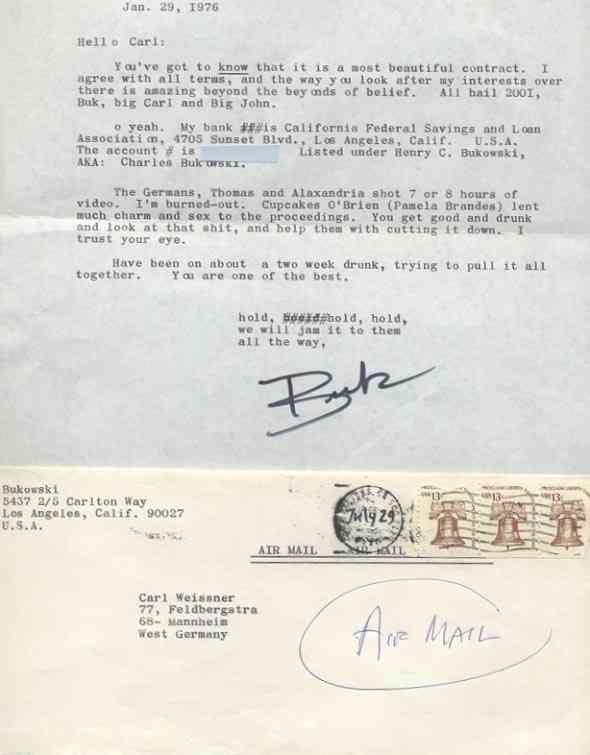 Jan. 29, 1976
Hello Carl:
You've got to know that it is a most beautiful contract. I
agree with all terms, and the way you look after my interests over
there is amazing beyond the beyonds of belief. All hail 2001,
Buk, big Carl and Big John.
o yeah. My bank ###is California Federal Savings and Loan
Association, 4705 Sunset Blvd., Los Angeles, Calif. U.S.A.
The account # is Listed under Henry C. Bukowski,
AKA: Charles Bukowski.
The Germans, Thomas and Alaxandria shot 7 or 8 hours of
video. I'm burned-out. Cupcakes O'Brien (Pamela Brandes) lent
much charm and sex to the proceedings. You get good and drunk
and look at that shit, and help them with cutting it down. I
trust your eye.
Have been on about a two week drunk, trying to pull it all
together. You are one of the best.
hold, ######hold, hold,
we will jam it to them
all the way,
Buk
Bukowski
5437 2/5 Carlton Way
Los Angeles, Calif. 90027
U.S.A.
July 29
USA 13c
USA 13c
USA 13c
AIR MAIL AIR MAIL
Carl Weissner
77, Feldbergstra
68- Mannheim
West Germany
AIR MAIL